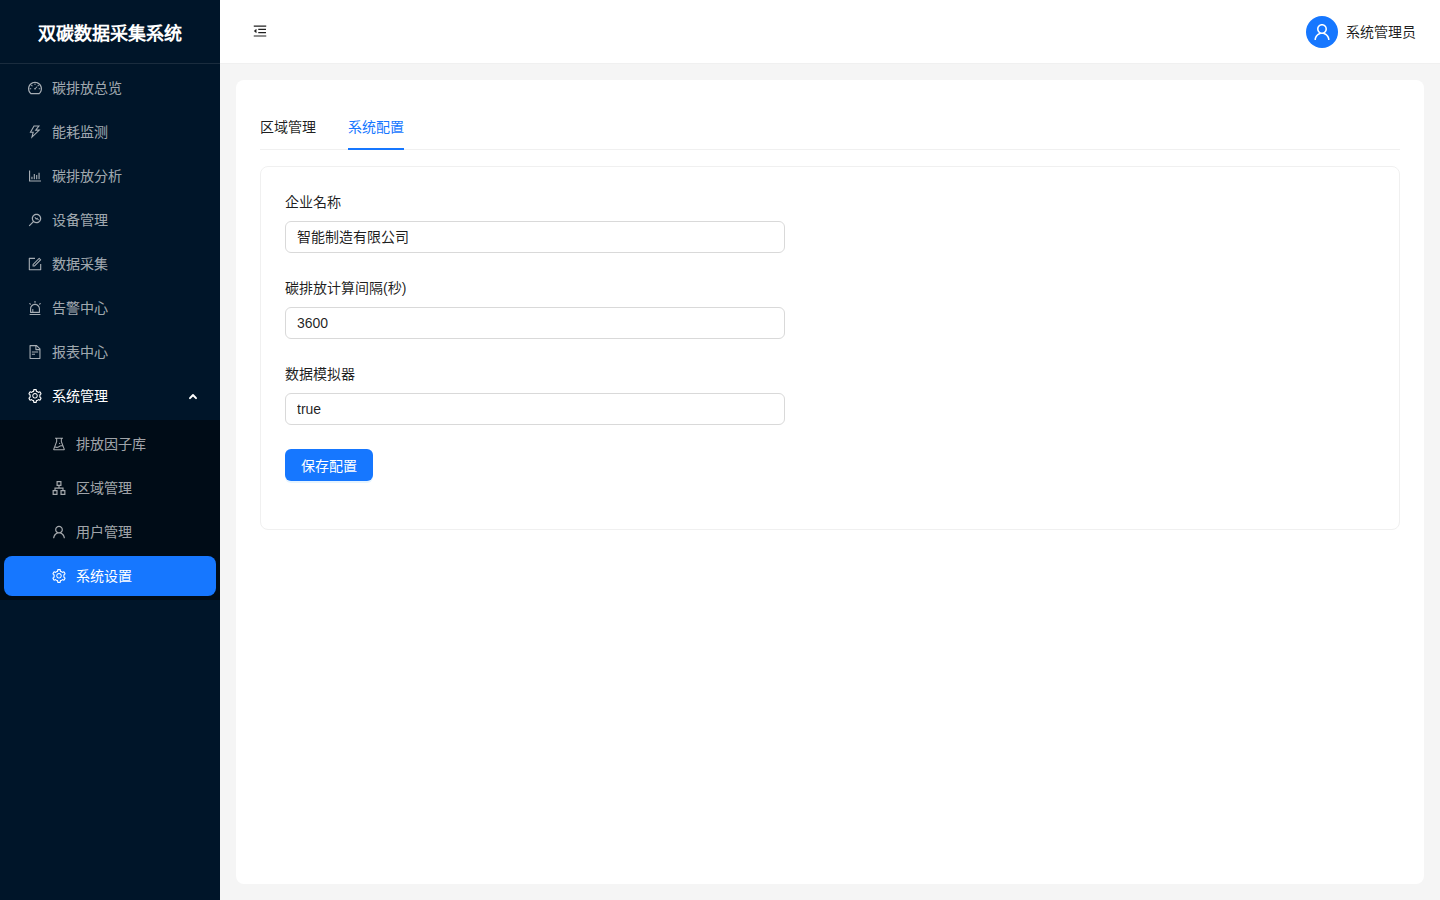 双碳数据采集系统
系统管理员
碳排放总览
能耗监测
碳排放分析
设备管理
数据采集
告警中心
报表中心
系统管理
排放因子库
区域管理
用户管理
系统设置
区域管理
系统配置
企业名称
智能制造有限公司
碳排放计算间隔(秒)
3600
数据模拟器
true
保存配置